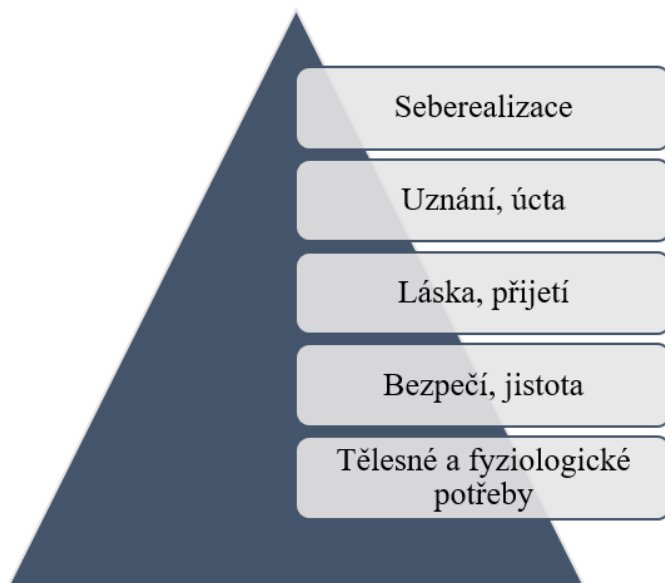 Seberealizace
Uznání, úcta
Láska, přijetí
Bezpečí, jistota
Tělesné a fyziologické
potřeby